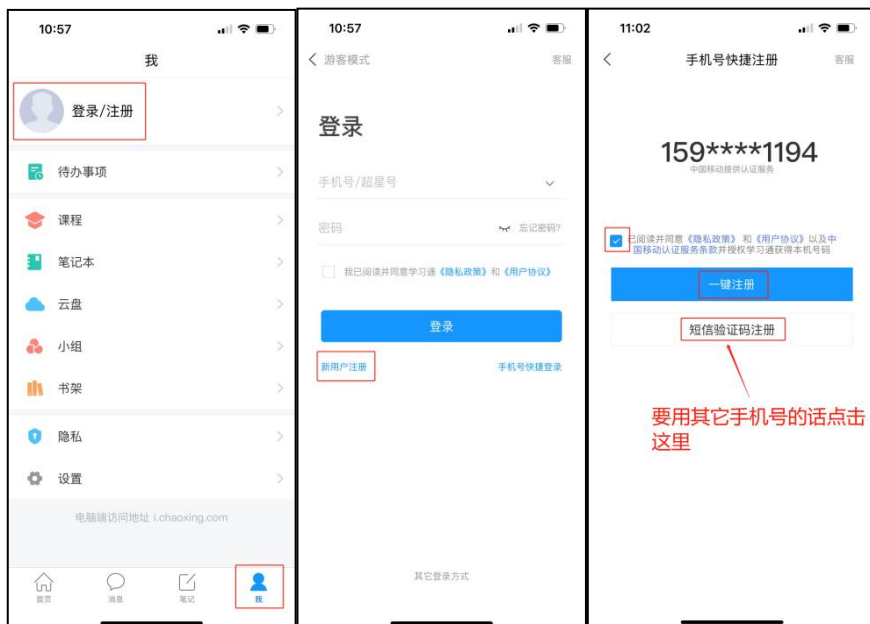 10:57
我
登录/注册
待办事项
课程
笔记本
云盘
小组
书架
隐私
设置
电脑端访问地址 i.chaoxing.com
首页
消息
笔记
我
10:57
游客模式
客服
登录
手机号/超星号
密码
忘记密码?
我已阅读并同意学习通《隐私政策》和《用户协议》
登录
新用户注册
手机号快捷登录
其它登录方式
11:02
手机号快捷注册
客服
159****1194
中国移动提供认证服务
已阅读并同意《隐私政策》和《用户协议》以及中
国移动认证服务条款并授权学习通获得本机号码
一键注册
短信验证码注册
要用其它手机号的话点击
这里